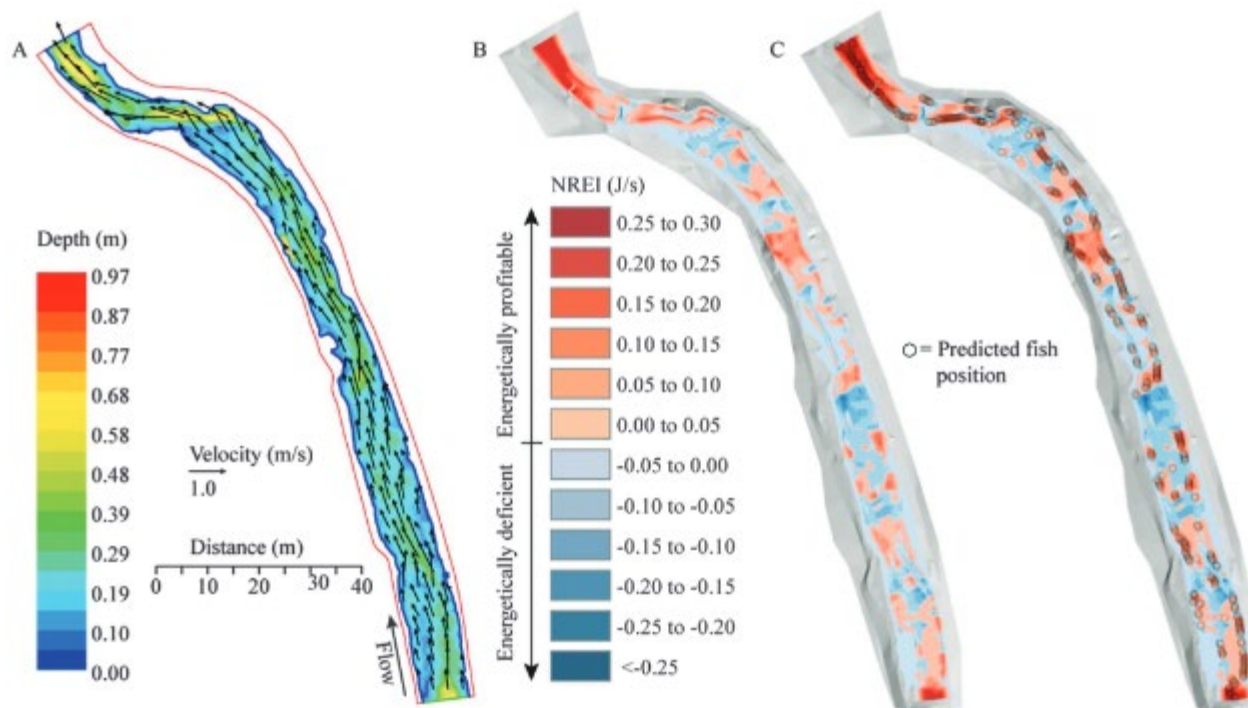 A
B
C
Depth (m)
0.97
0.87
0.77
0.68
0.58
0.48
0.39
0.29
0.19
0.10
0.00
Velocity (m/s)
1.0
Distance (m)
0 10 20 30 40
Flow
NREI (J/s)
Energetically profitable
0.25 to 0.30
0.20 to 0.25
0.15 to 0.20
0.10 to 0.15
0.05 to 0.10
0.00 to 0.05
Energetically deficient
-0.05 to 0.00
-0.10 to -0.05
-0.15 to -0.10
-0.20 to -0.15
-0.25 to -0.20
<-0.25
= Predicted fish
position